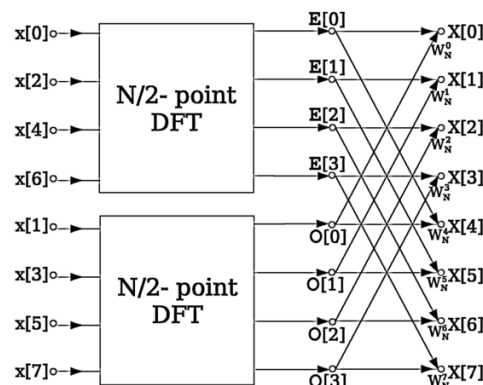 x[0] E[0] X[0]
W_N^0
x[2] E[1] X[1]
W_N^1
N/2- point
DFT
x[4] E[2] X[2]
W_N^2
x[6] E[3] X[3]
W_N^3
x[1] O[0] X[4]
W_N^4
x[3] O[1] X[5]
W_N^5
N/2- point
DFT
x[5] O[2] X[6]
W_N^6
x[7] O[3] X[7]
W_N^7